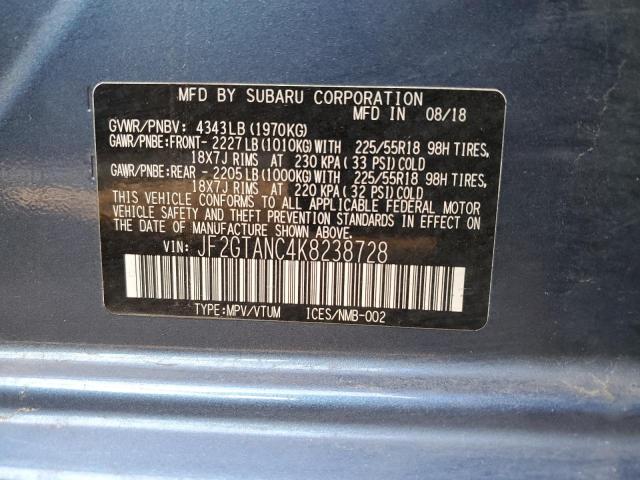 MFD BY SUBARU CORPORATION
MFD IN 08/18
GVWR/PNBV: 4343LB (1970KG)
GAWR/PNBE:FRONT- 2227LB (1010KG) WITH 225/55R18 98H TIRES,
18X7J RIMS AT 230 KPA (33 PSI) COLD
GAWR/PNBE:REAR - 2205LB (1000KG) WITH 225/55R18 98H TIRES,
18X7J RIMS AT 220 KPA (32 PSI) COLD
THIS VEHICLE CONFORMS TO ALL APPLICABLE FEDERAL MOTOR
VEHICLE SAFETY AND THEFT PREVENTION STANDARDS IN EFFECT ON
THE DATE OF MANUFACTURE SHOWN ABOVE.
VIN: JF2GTANC4K8238728
TYPE:MPV/VTUM ICES/NMB-002